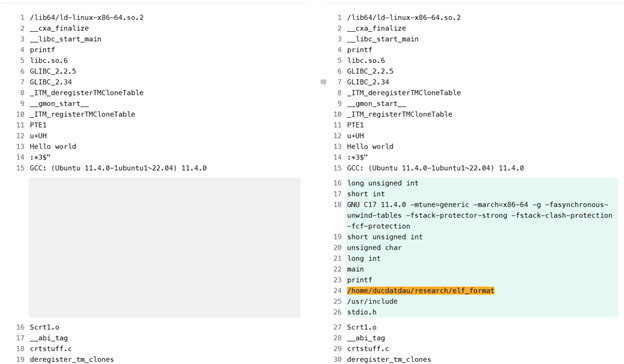 1 /lib64/ld-linux-x86-64.so.2
2 __cxa_finalize
3 __libc_start_main
4 printf
5 libc.so.6
6 GLIBC_2.2.5
7 GLIBC_2.34
8 _ITM_deregisterTMCloneTable
9 __gmon_start__
10 _ITM_registerTMCloneTable
11 PTE1
12 u+UH
13 Hello world
14 :*3$"
15 GCC: (Ubuntu 11.4.0-1ubuntu1~22.04) 11.4.0
16 Scrt1.o
17 __abi_tag
18 crtstuff.c
19 deregister_tm_clones
1 /lib64/ld-linux-x86-64.so.2
2 __cxa_finalize
3 __libc_start_main
4 printf
5 libc.so.6
6 GLIBC_2.2.5
7 GLIBC_2.34
8 _ITM_deregisterTMCloneTable
9 __gmon_start__
10 _ITM_registerTMCloneTable
11 PTE1
12 u+UH
13 Hello world
14 :*3$"
15 GCC: (Ubuntu 11.4.0-1ubuntu1~22.04) 11.4.0
16 long unsigned int
17 short int
18 GNU C17 11.4.0 -mtune=generic -march=x86-64 -g -fasynchronous-
unwind-tables -fstack-protector-strong -fstack-clash-protection
-fcf-protection
19 short unsigned int
20 unsigned char
21 long int
22 main
23 printf
24 /home/ducdatdau/research/elf_format
25 /usr/include
26 stdio.h
27 Scrt1.o
28 __abi_tag
29 crtstuff.c
30 deregister_tm_clones